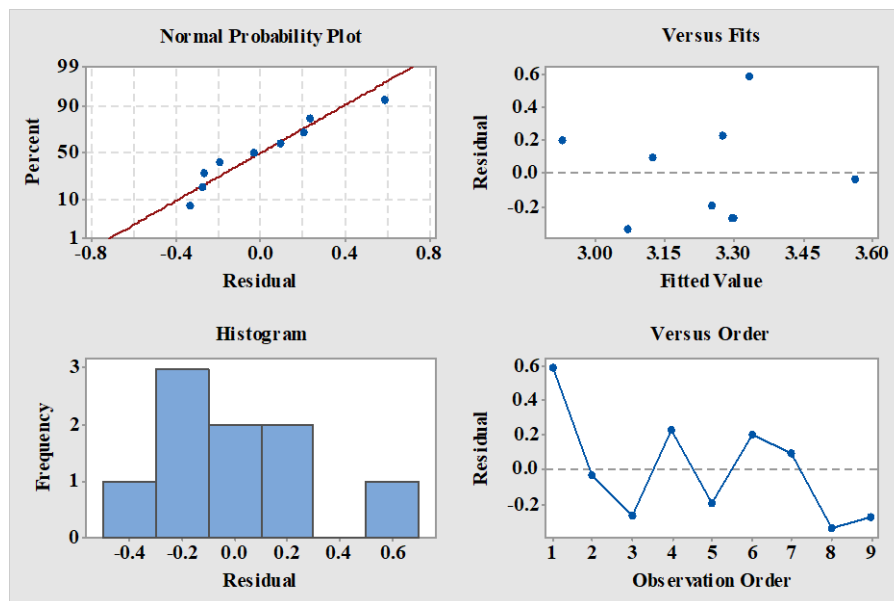 Normal Probability Plot
99
90
50
10
1
Percent
-0.8 -0.4 0.0 0.4 0.8
Residual
Versus Fits
0.6
0.4
0.2
0.0
-0.2
Residual
3.00 3.15 3.30 3.45 3.60
Fitted Value
Histogram
3
2
1
0
Frequency
-0.4 -0.2 0.0 0.2 0.4 0.6
Residual
Versus Order
0.6
0.4
0.2
0.0
-0.2
Residual
1 2 3 4 5 6 7 8 9
Observation Order